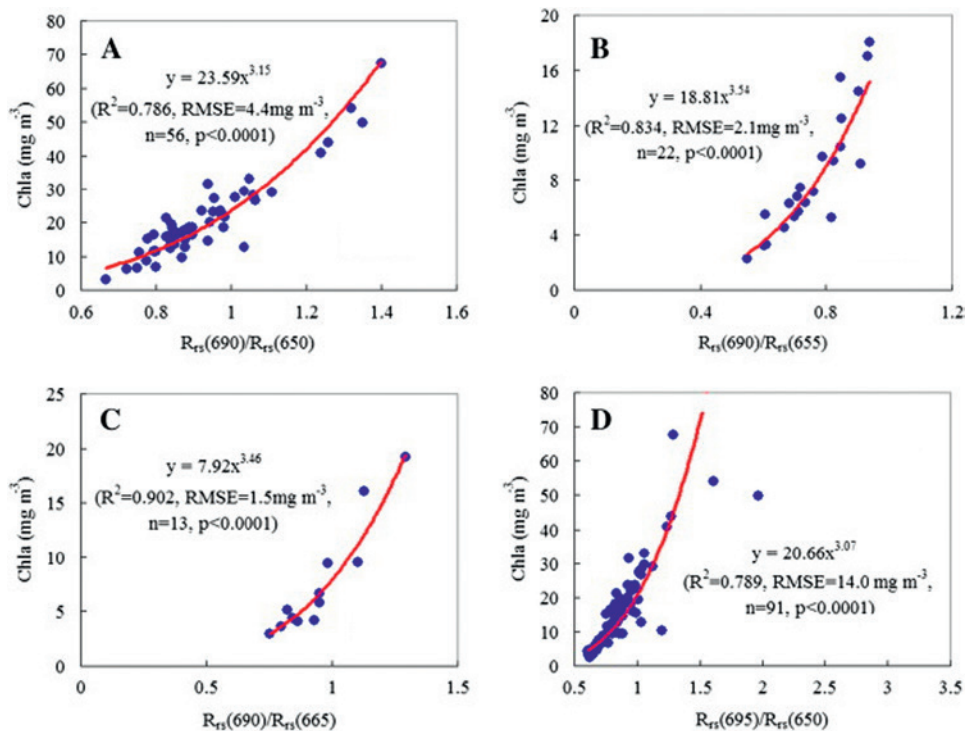 A
y = 23.59x^3.15
(R²=0.786, RMSE=4.4mg m⁻³,
n=56, p<0.0001)
Chla (mg m⁻³)
80
70
60
50
40
30
20
10
0
0.6 0.8 1 1.2 1.4 1.6
Rrs(690)/Rrs(650)
B
y = 18.81x^3.54
(R²=0.834, RMSE=2.1mg m⁻³,
n=22, p<0.0001)
Chla (mg m⁻³)
20
16
12
8
4
0
0.4 0.6 0.8 1 1.2
Rrs(690)/Rrs(655)
C
y = 7.92x^3.46
(R²=0.902, RMSE=1.5mg m⁻³,
n=13, p<0.0001)
Chla (mg m⁻³)
25
20
15
10
5
0
0 0.5 1 1.5
Rrs(690)/Rrs(665)
D
y = 20.66x^3.07
(R²=0.789, RMSE=14.0 mg m⁻³,
n=91, p<0.0001)
Chla (mg m⁻³)
80
70
60
50
40
30
20
10
0
0.5 1 1.5 2 2.5 3 3.5
Rrs(695)/Rrs(650)